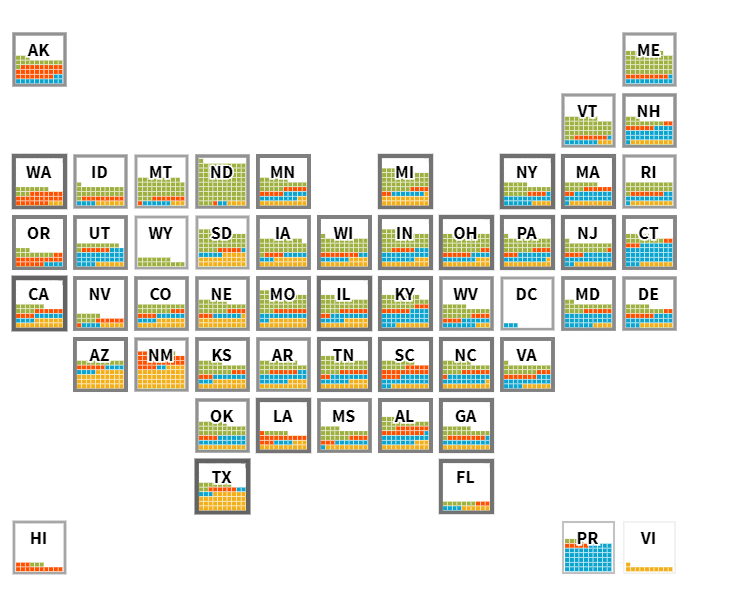 AK ME
VT NH
WA ID MT ND MN MI NY MA RI
OR UT WY SD IA WI IN OH PA NJ CT
CA NV CO NE MO IL KY WV DC MD DE
AZ NM KS AR TN SC NC VA
OK LA MS AL GA
TX FL
HI PR VI